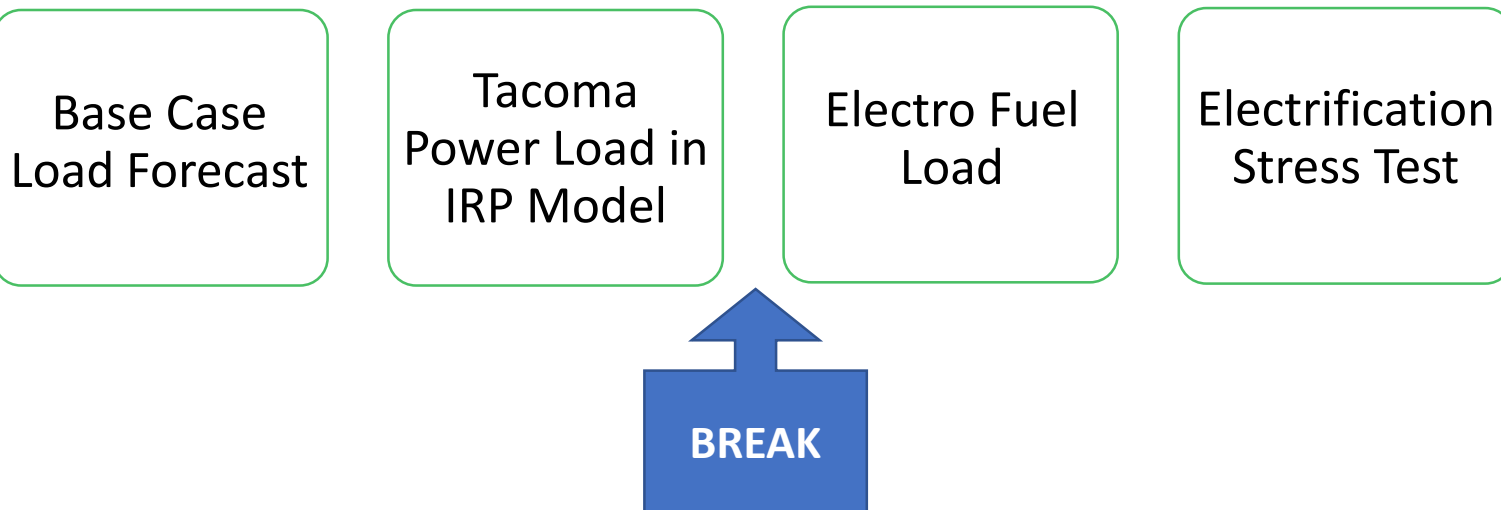 Base Case
Load Forecast
Tacoma
Power Load in
IRP Model
Electro Fuel
Load
Electrification
Stress Test
BREAK